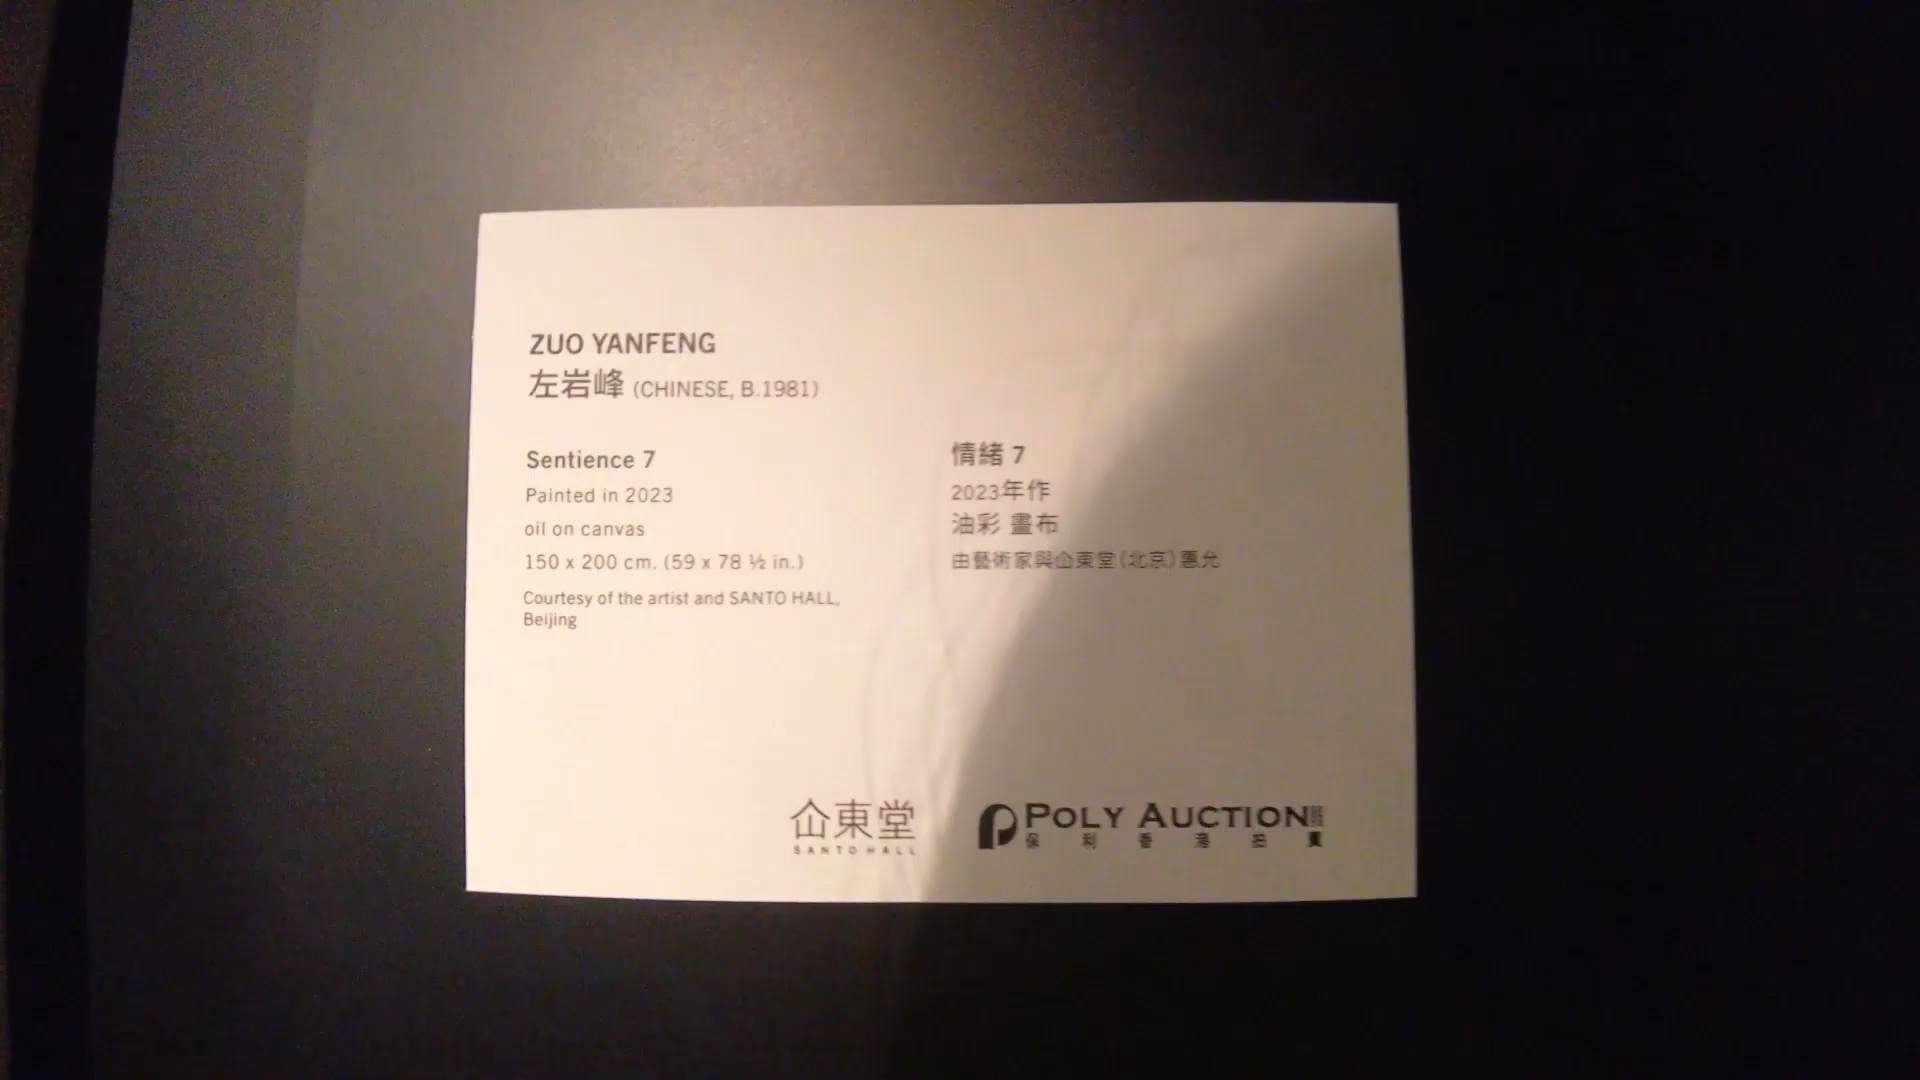 ZUO YANFENG
左岩峰 (CHINESE, B.1981)
Sentience 7
Painted in 2023
oil on canvas
150 x 200 cm. (59 x 78 ½ in.)
Courtesy of the artist and SANTO HALL,
Beijing
情緒 7
2023年作
油彩 畫布
由藝術家與仚東堂(北京)惠允
仚東堂
SANTO HALL
POLY AUCTION
保利香港拍賣